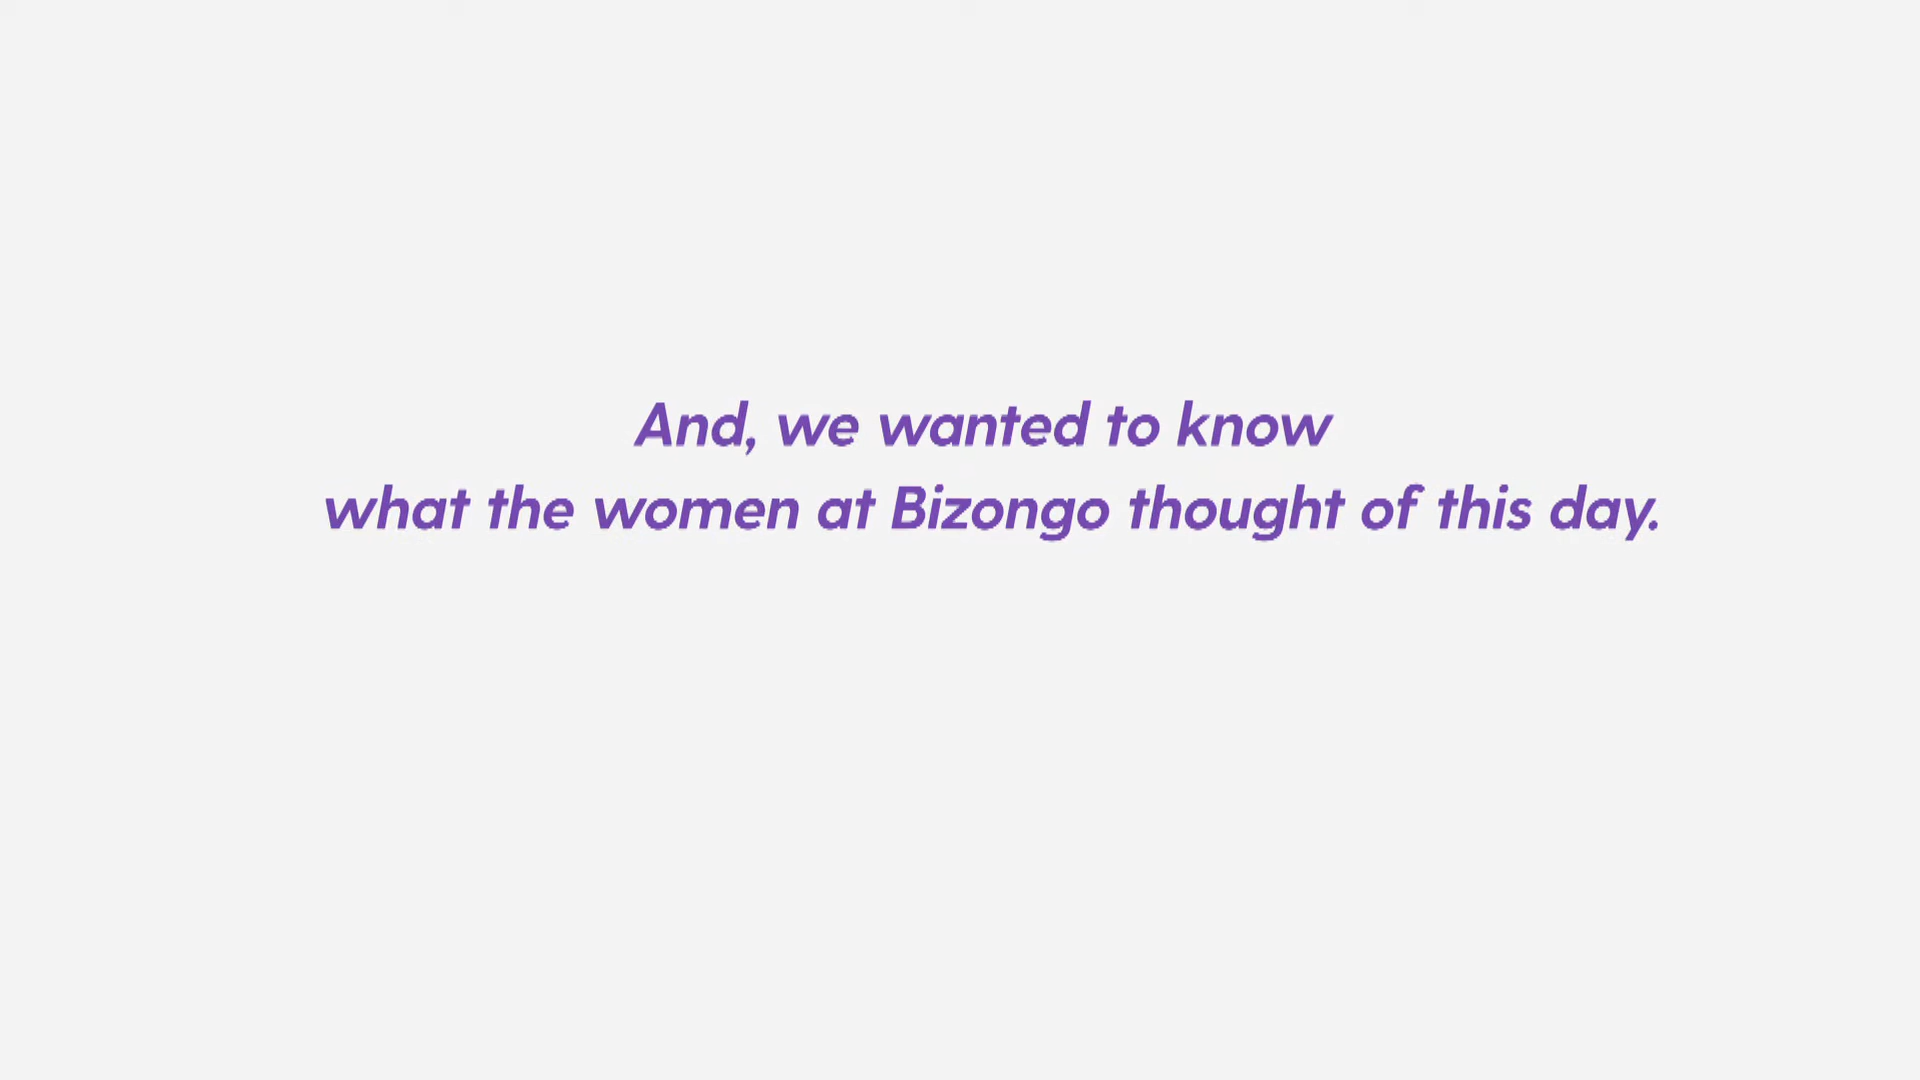 And, we wanted to know
what the women at Bizongo thought of this day.